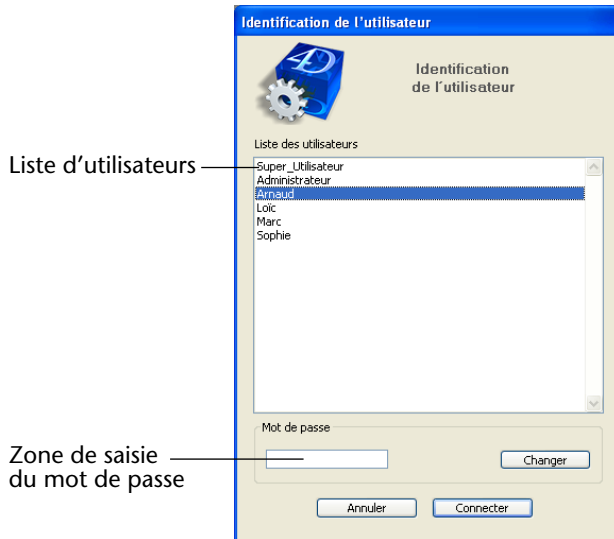 Identification de l'utilisateur
4D
Identification
de l'utilisateur
Liste des utilisateurs
Liste d'utilisateurs
Super_Utilisateur
Administrateur
Arnaud
Loïc
Marc
Sophie
Mot de passe
Zone de saisie
du mot de passe
Changer
Annuler
Connecter